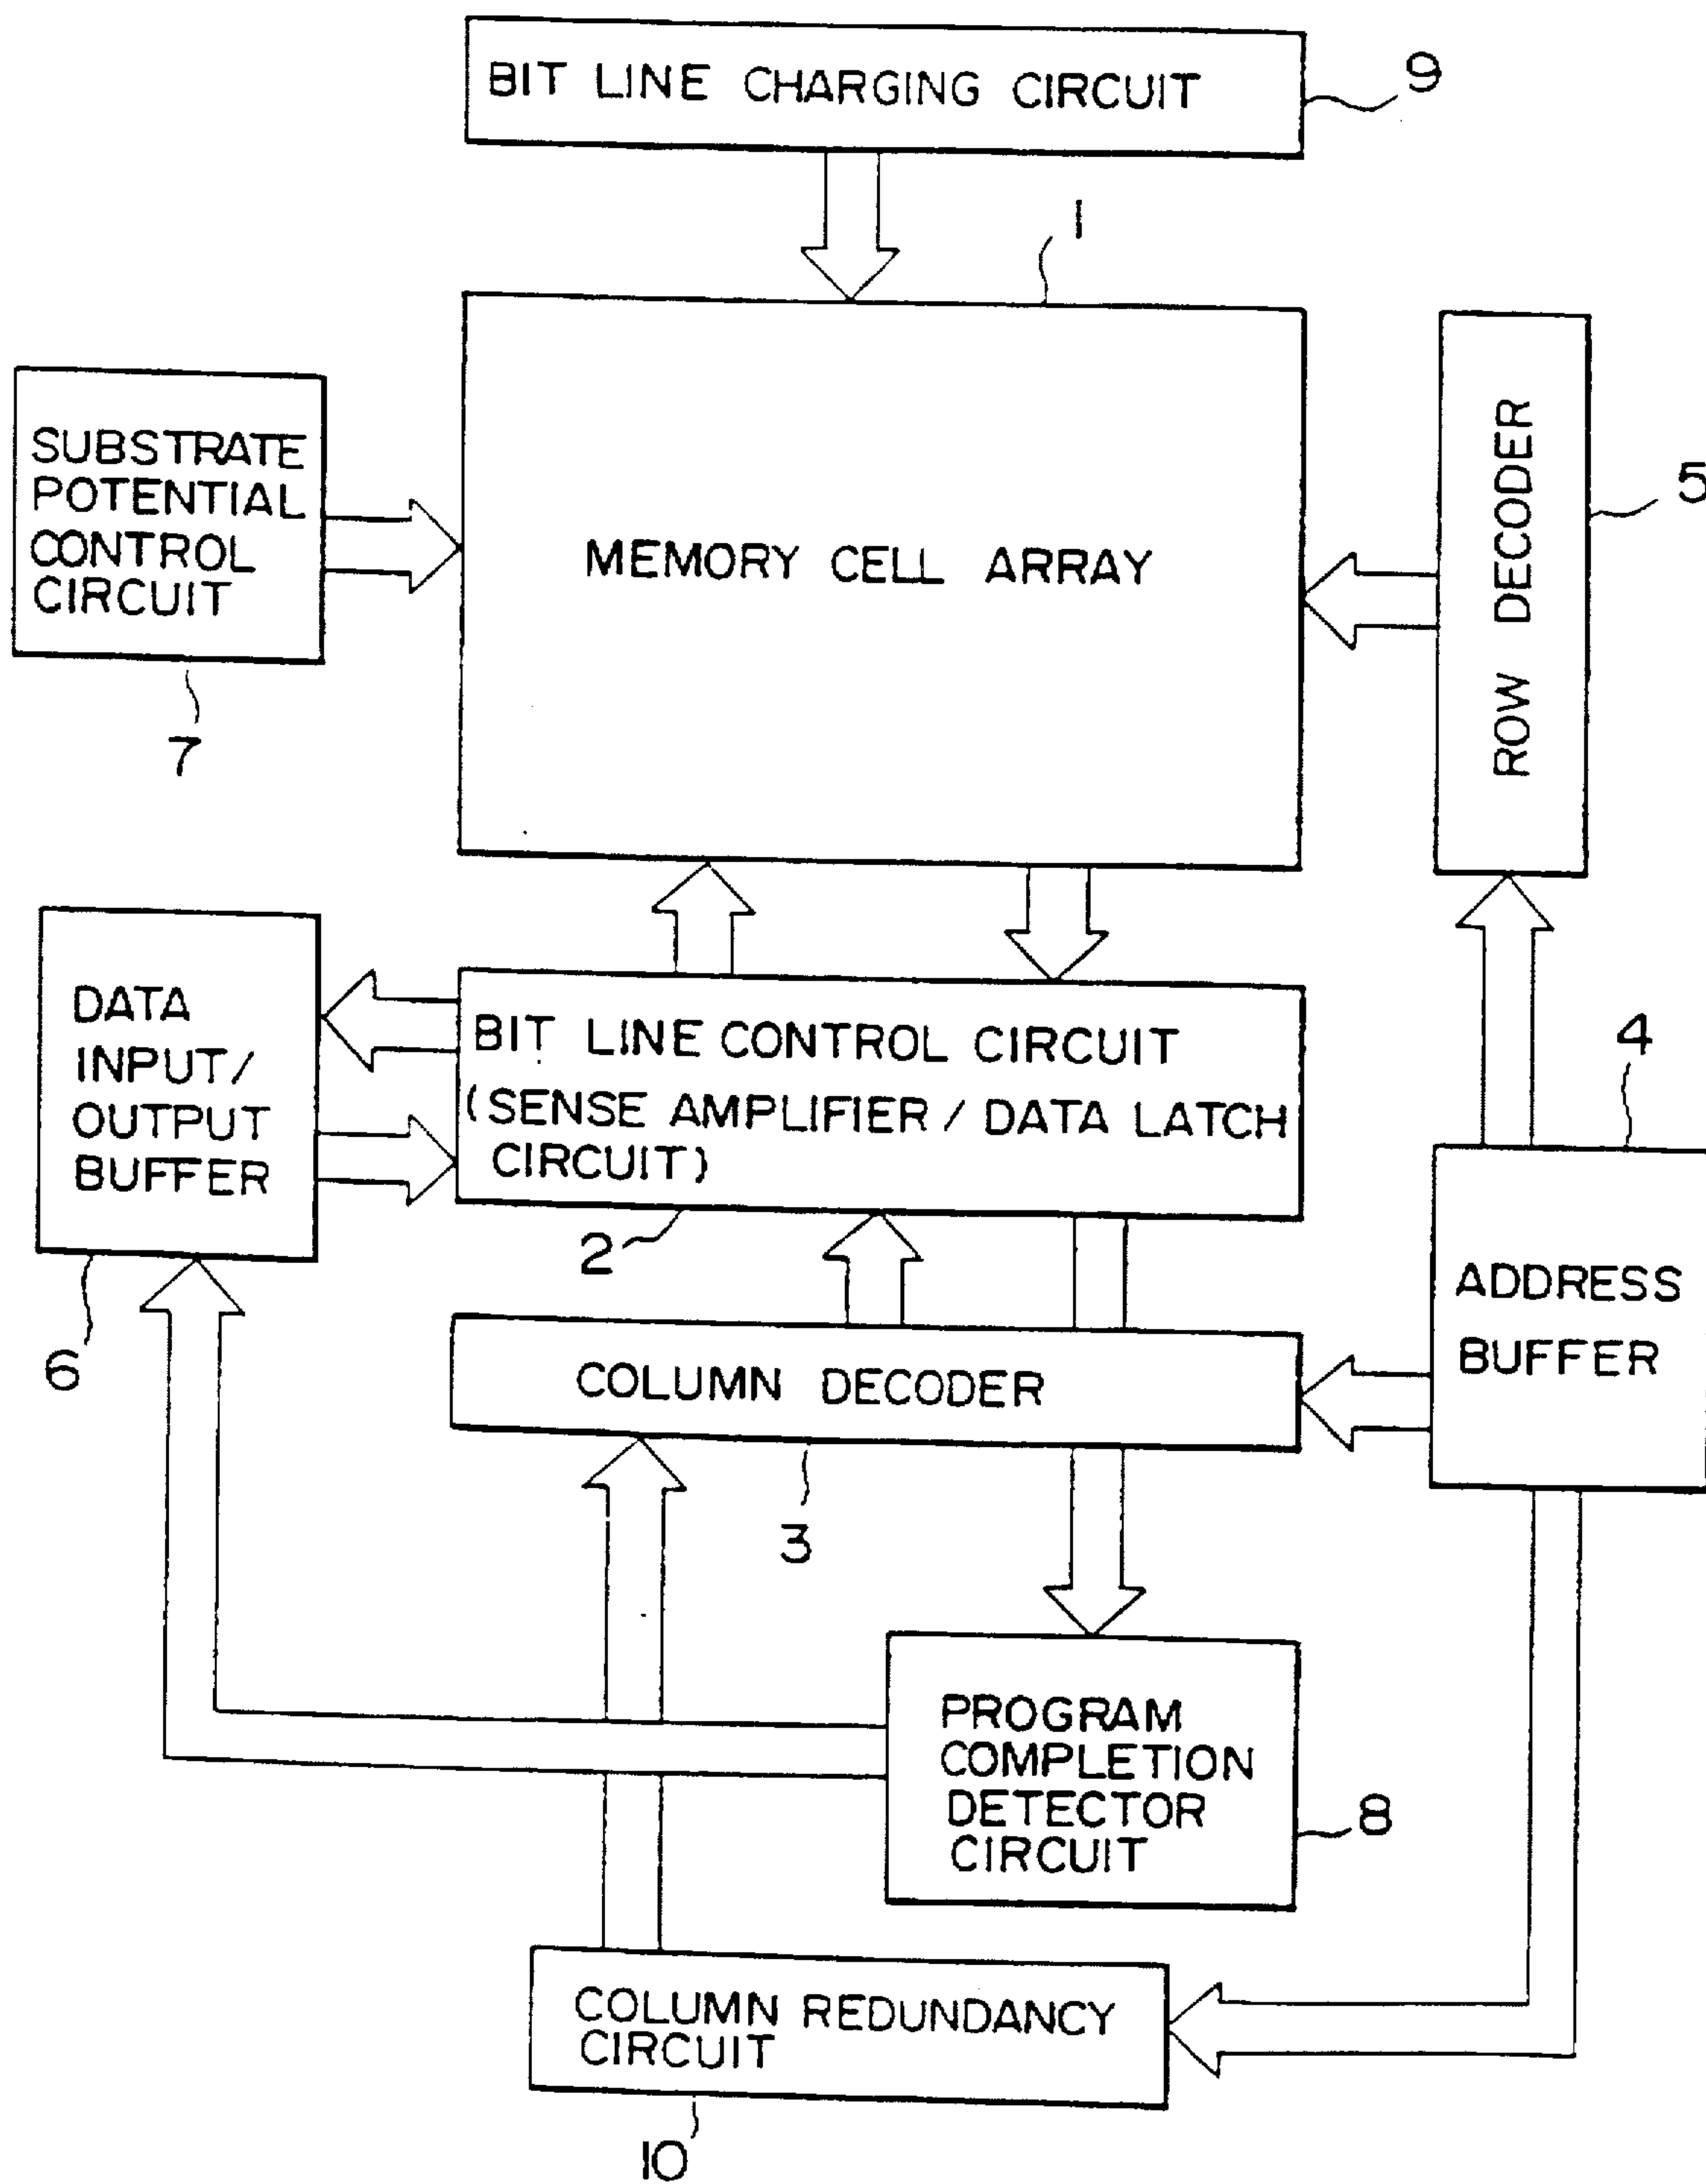 BIT LINE CHARGING CIRCUIT
9
1
SUBSTRATE
POTENTIAL
CONTROL
CIRCUIT
7
MEMORY CELL ARRAY
ROW DECODER
5
DATA
INPUT/
OUTPUT
BUFFER
6
BIT LINE CONTROL CIRCUIT
(SENSE AMPLIFIER / DATA LATCH
CIRCUIT)
2
4
ADDRESS
BUFFER
COLUMN DECODER
3
PROGRAM
COMPLETION
DETECTOR
CIRCUIT
8
COLUMN REDUNDANCY
CIRCUIT
10